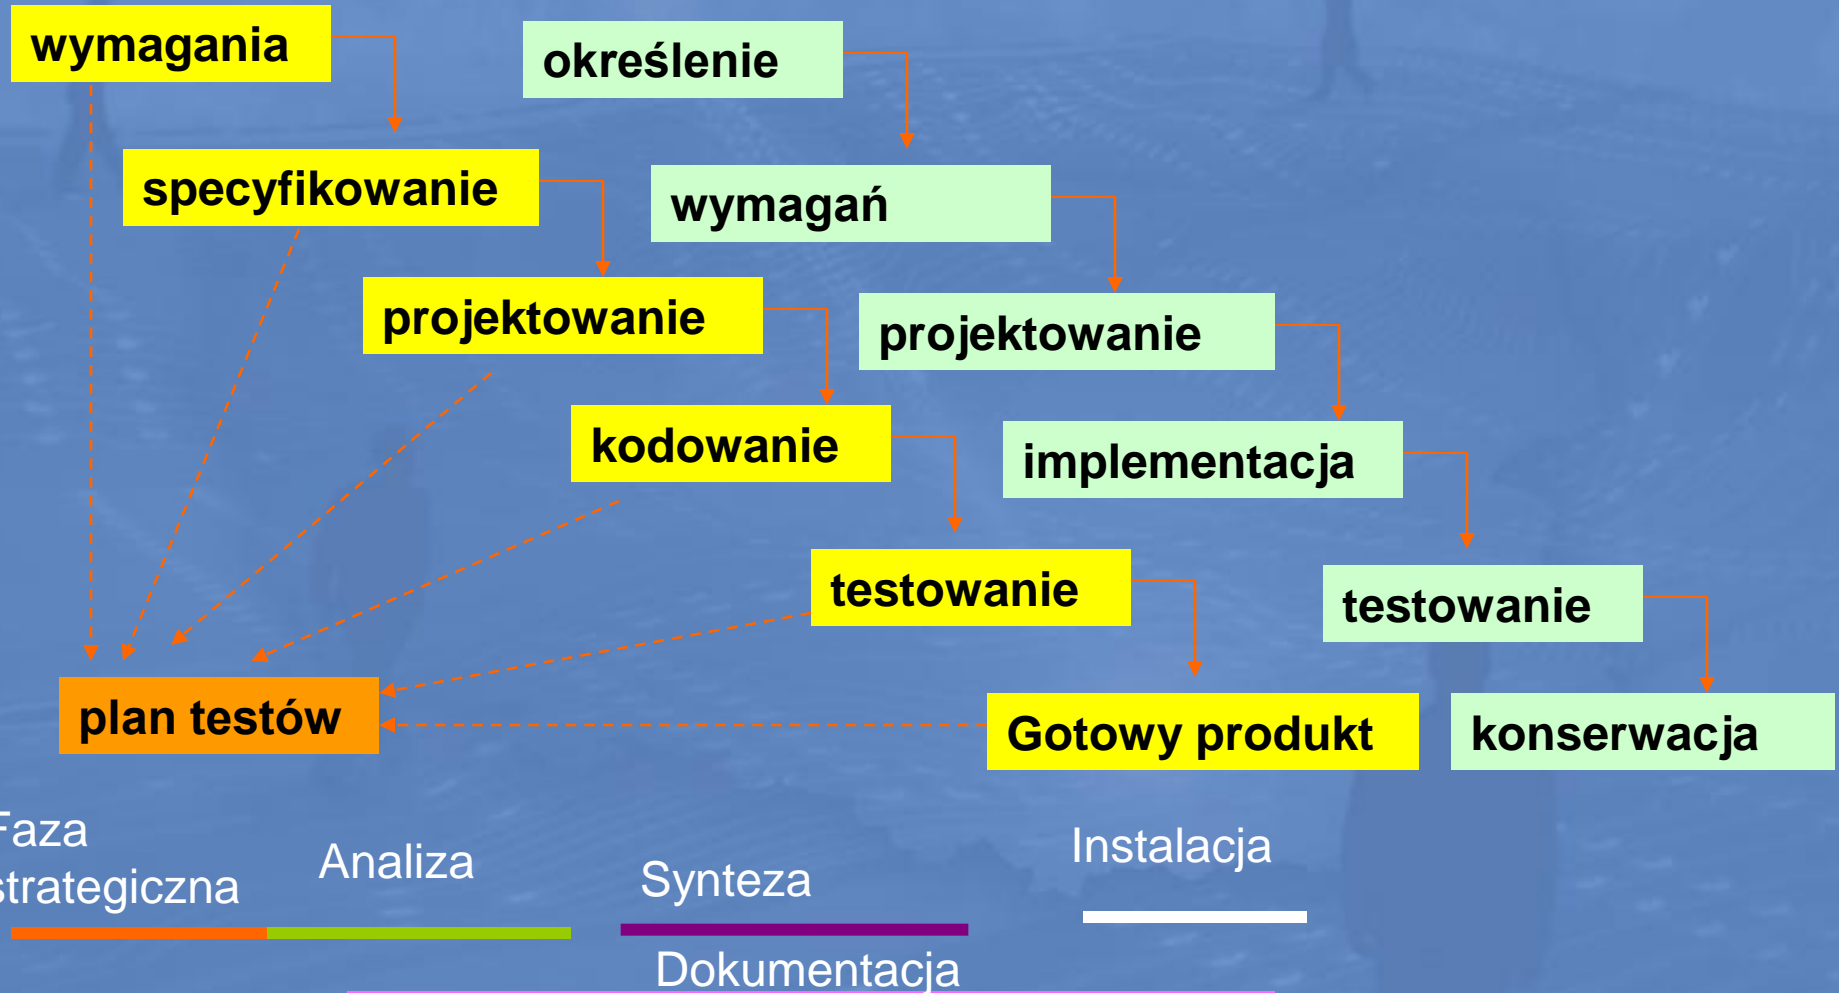 wymagania
określenie
specyfikowanie
wymagań
projektowanie
projektowanie
kodowanie
implementacja
testowanie
testowanie
plan testów
Gotowy produkt
konserwacja
Faza
strategiczna
Analiza
Synteza
Instalacja
Dokumentacja